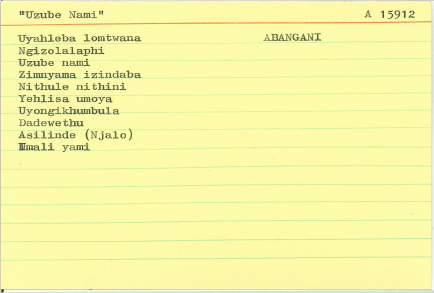 "Uzube Nami" A 15912
Uyahleba lomtwana ABANGANI
Ngizolalaphi
Uzube nami
Zimnyama izindaba
Nithule nithini
Yehlisa umoya
Uyongikhumbula
Dadewethu
Asilinde (Njalo)
Mmali yami